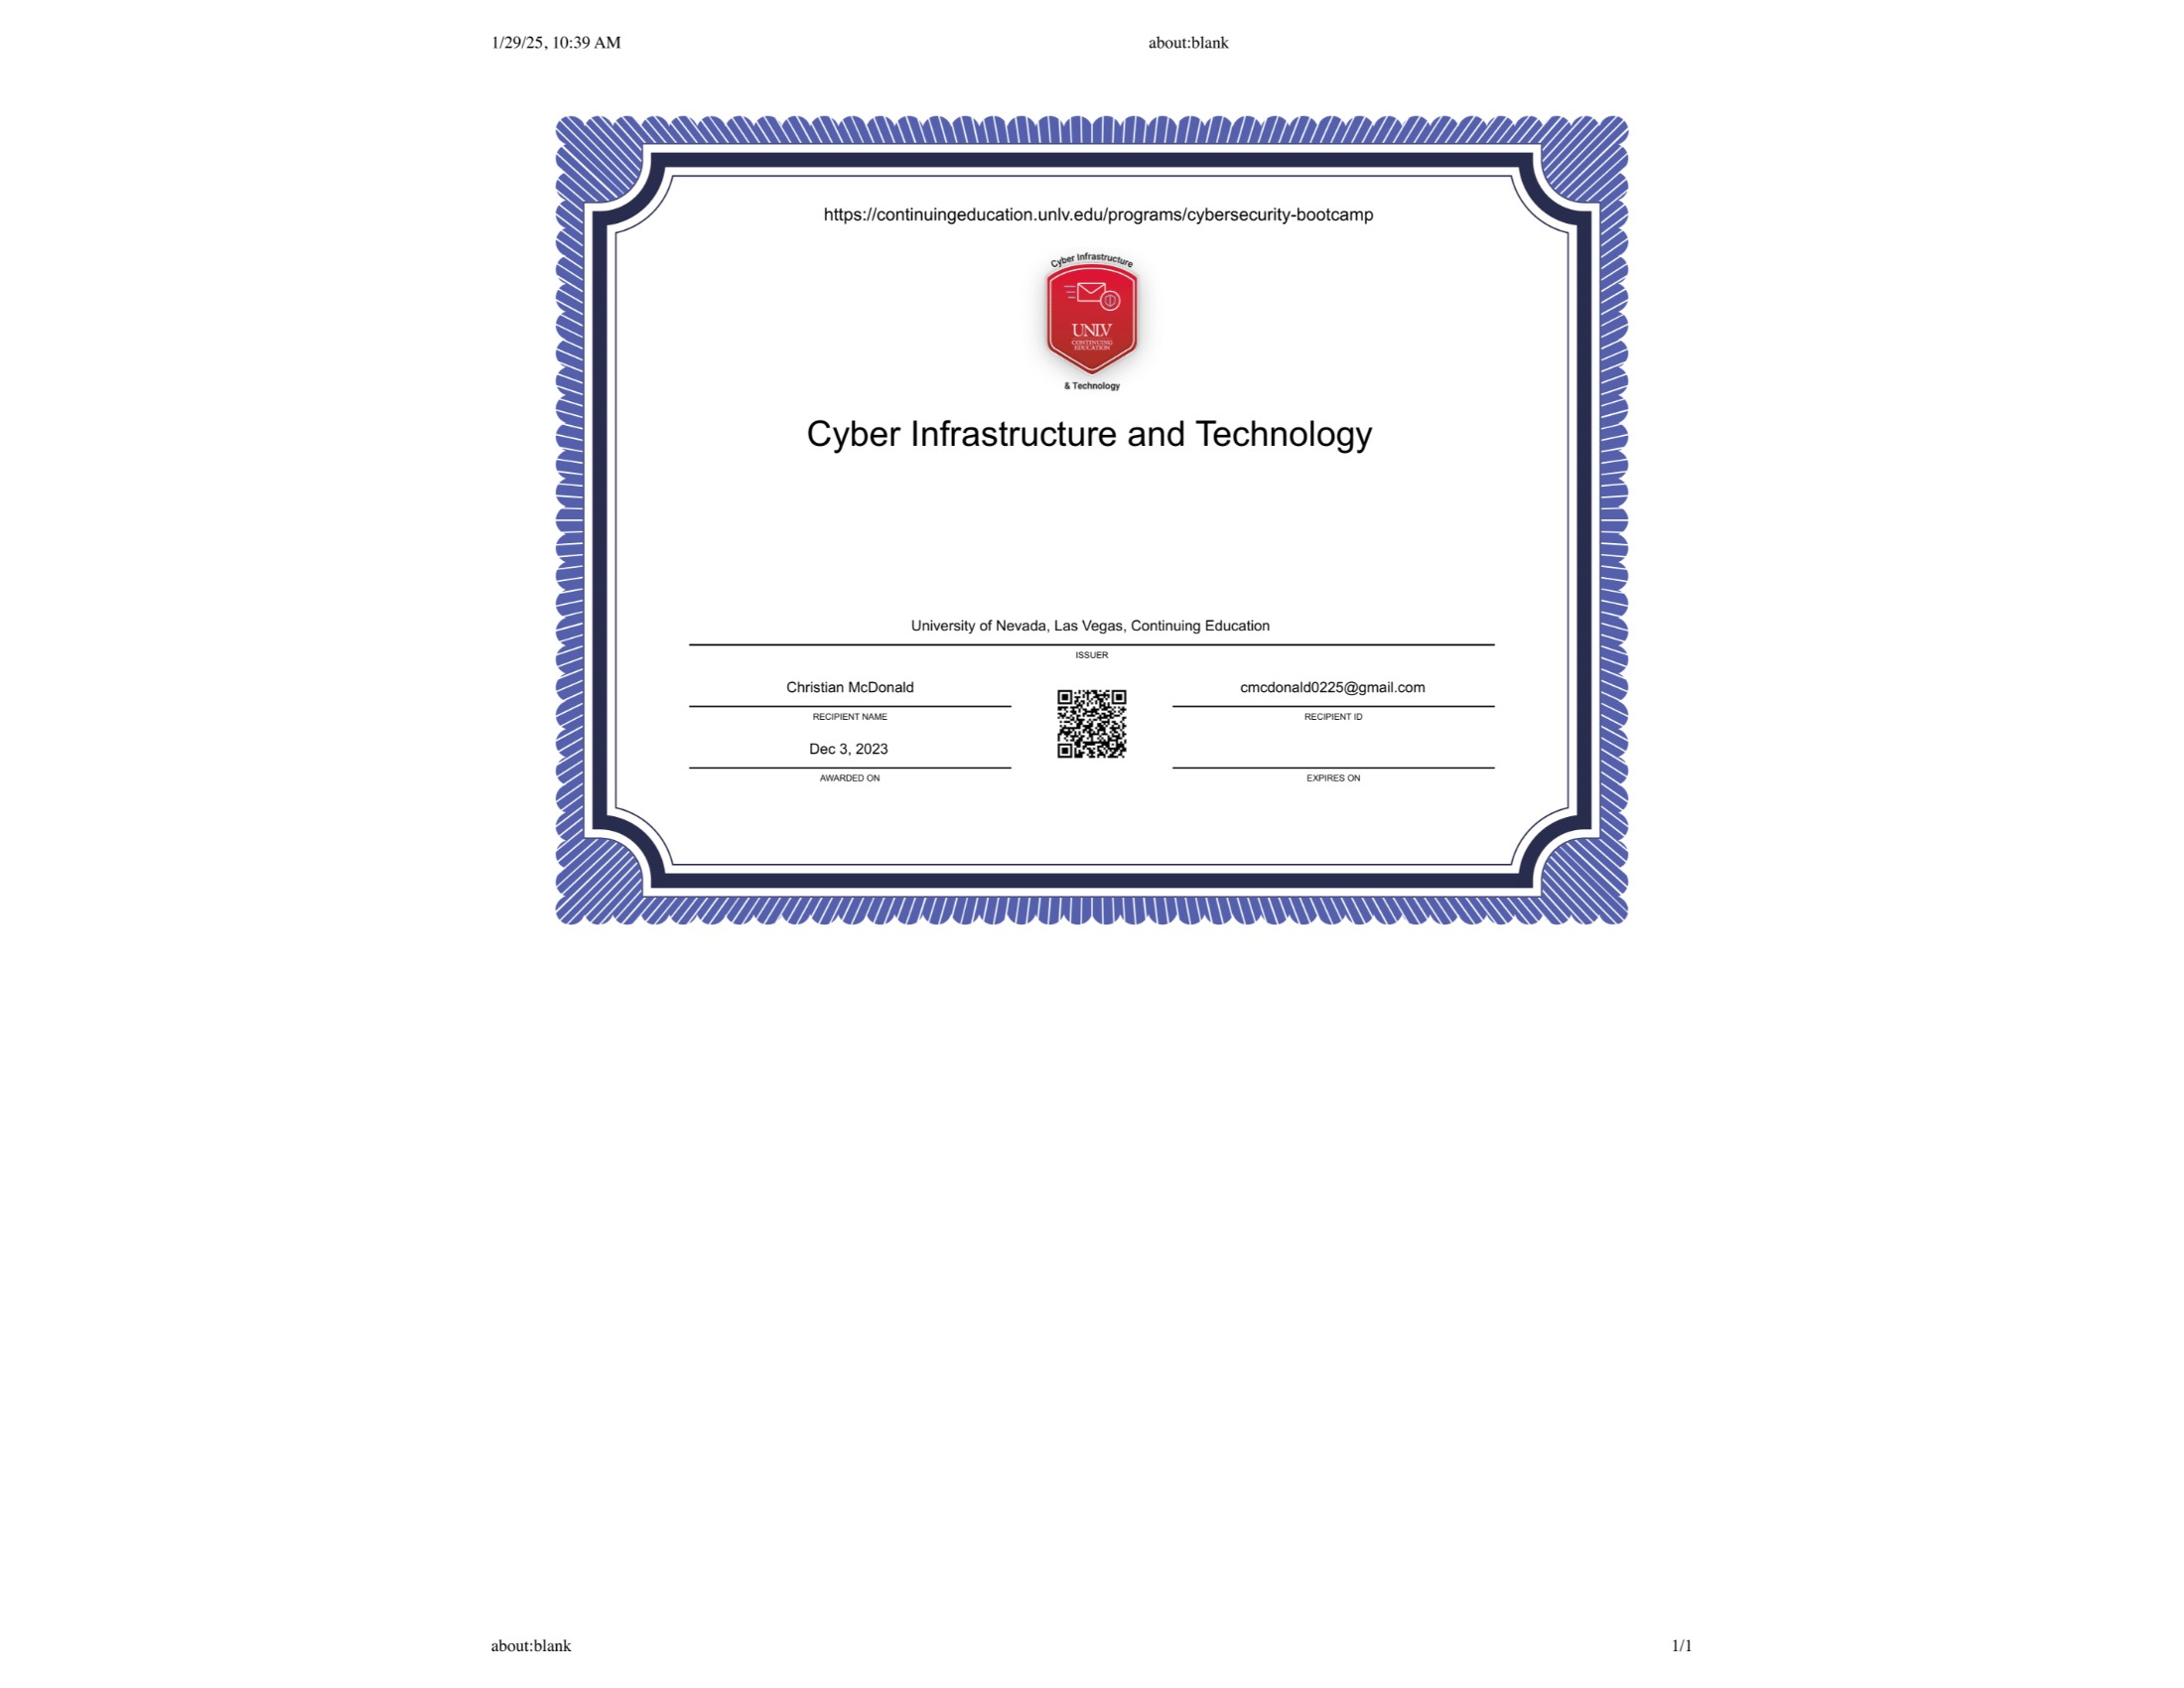 1/29/25, 10:39 AM about:blank
https://continuingeducation.unlv.edu/programs/cybersecurity-bootcamp
Cyber Infrastructure
UNLV
CONTINUING
EDUCATION
& Technology
Cyber Infrastructure and Technology
University of Nevada, Las Vegas, Continuing Education
ISSUER
Christian McDonald cmcdonald0225@gmail.com
RECIPIENT NAME RECIPIENT ID
Dec 3, 2023
AWARDED ON EXPIRES ON
about:blank 1/1